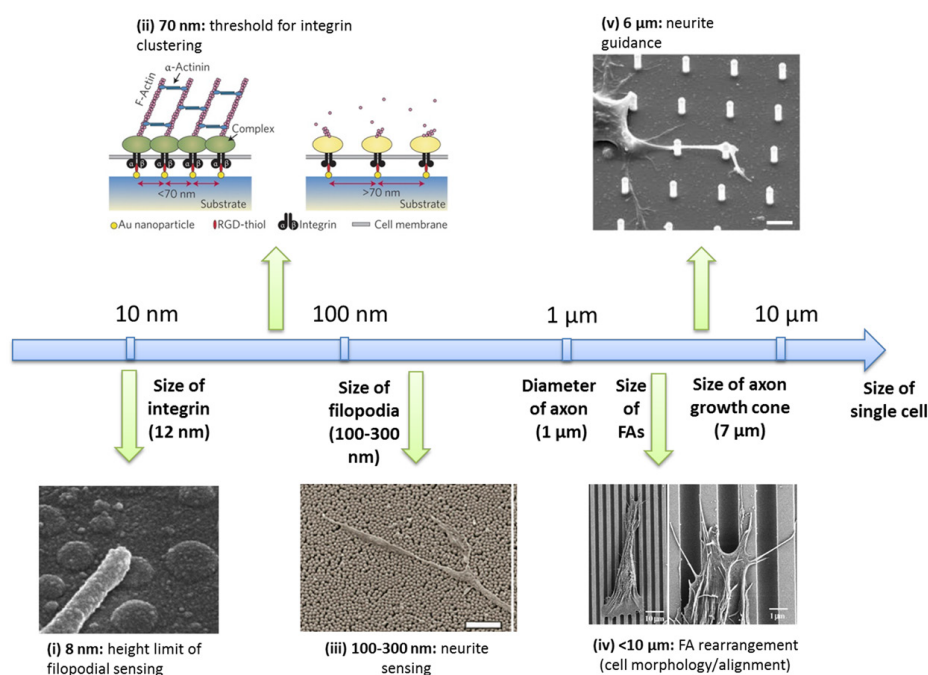 (ii) 70 nm: threshold for integrin
clustering
α-Actinin
F-Actin
Complex
α β α β α β α β
<70 nm
>70 nm
Substrate
Substrate
Au nanoparticle RGD-thiol α β Integrin Cell membrane
(v) 6 μm: neurite
guidance
10 nm
100 nm
1 μm
10 μm
Size of
integrin
(12 nm)
Size of
filopodia
(100-300
nm)
Diameter
of axon
(1 μm)
Size
of
FAs
Size of axon
growth cone
(7 μm)
Size of
single cell
(i) 8 nm: height limit of
filopodial sensing
(iii) 100-300 nm: neurite
sensing
10 μm
1 μm
(iv) <10 μm: FA rearrangement
(cell morphology/alignment)